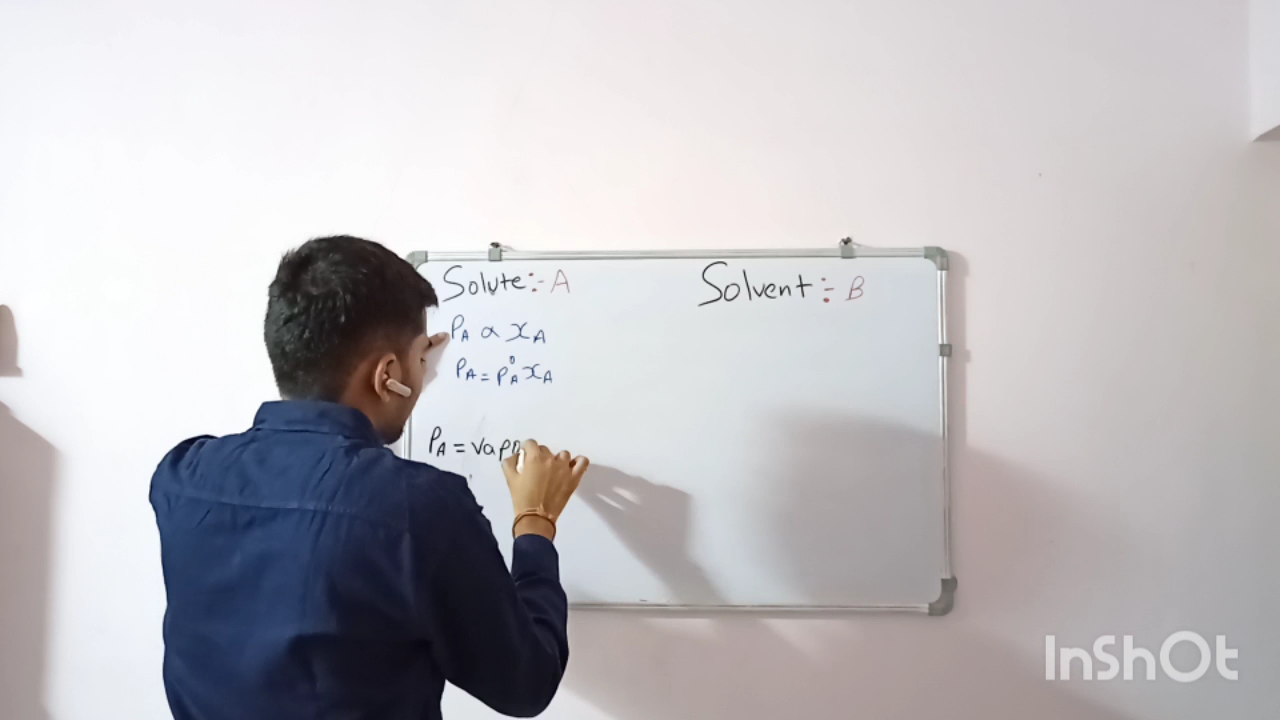 Solute:- A
Solvent:- B
PA ∝ xA
PA = P°A xA
PA = Vapo
InShOt